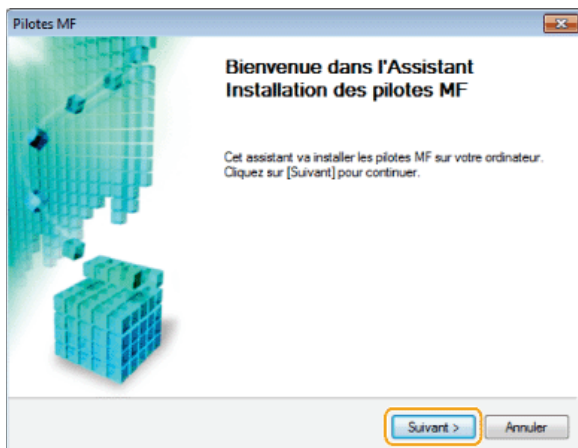 Pilotes MF
Bienvenue dans l'Assistant
Installation des pilotes MF
Cet assistant va installer les pilotes MF sur votre ordinateur.
Cliquez sur [Suivant] pour continuer.
Suivant >
Annuler